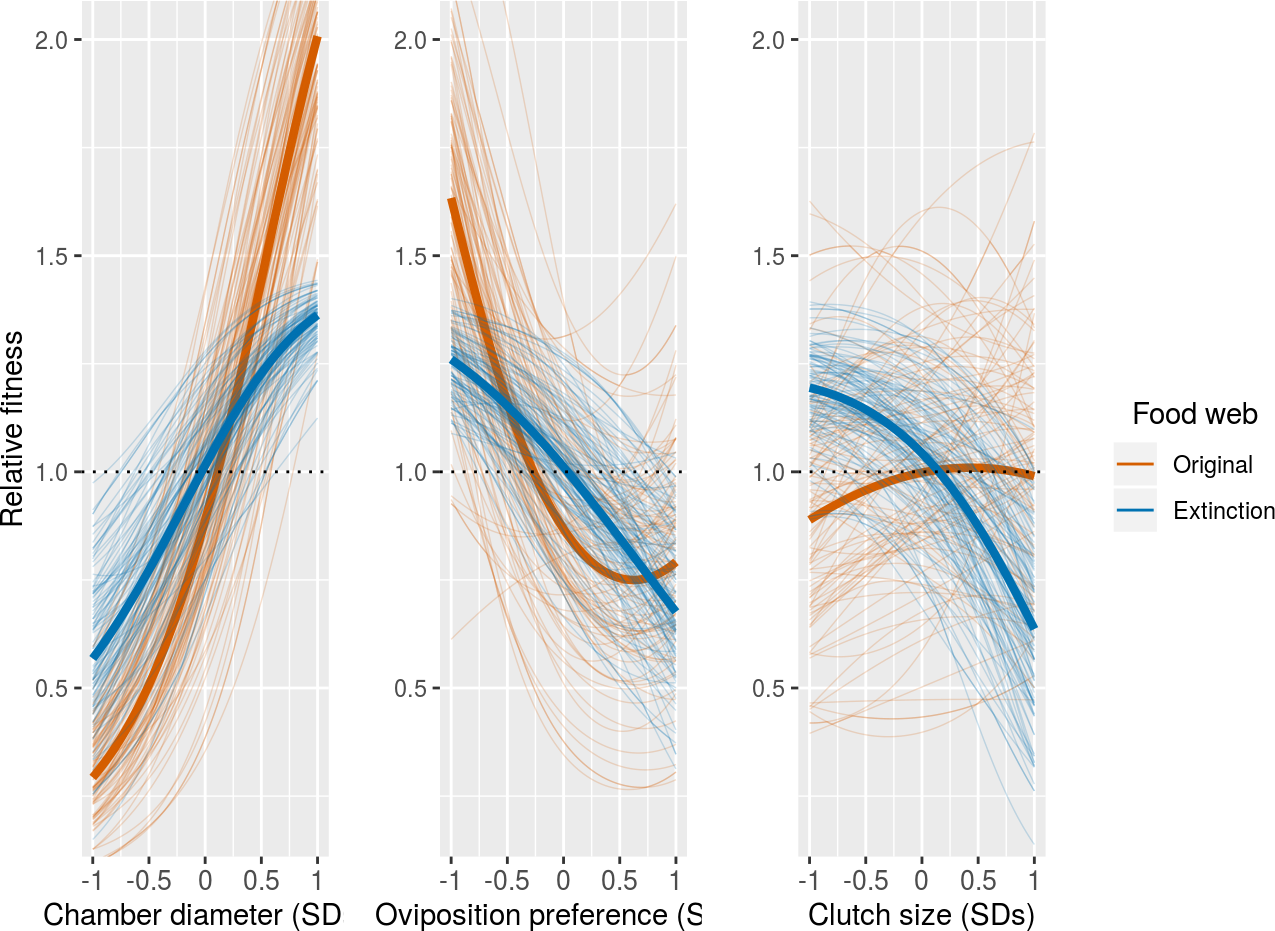 Relative fitness
2.0
1.5
1.0
0.5
-1 -0.5 0 0.5 1
Chamber diameter (SD
2.0
1.5
1.0
0.5
-1 -0.5 0 0.5 1
Oviposition preference (S
2.0
1.5
1.0
0.5
-1 -0.5 0 0.5 1
Clutch size (SDs)
Food web
Original
Extinction